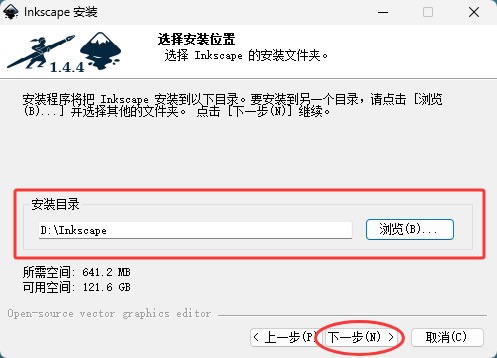 Inkscape 安装
1.4.4
选择安装位置
选择 Inkscape 的安装文件夹。
安装程序将把 Inkscape 安装到以下目录。要安装到另一个目录，请点击 [浏览
(B)...] 并选择其他的文件夹。 点击 [下一步(N)] 继续。
安装目录
D:\Inkscape
浏览(B)...
所需空间: 641.2 MB
可用空间: 121.6 GB
Open-source vector graphics editor
< 上一步(P)
下一步(N) >
取消(C)